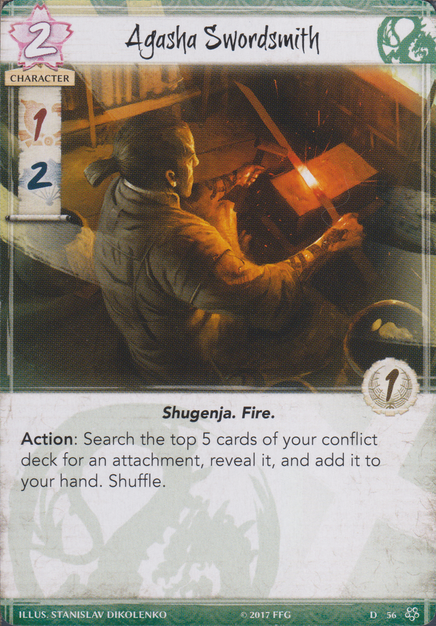 2
Agasha Swordsmith
CHARACTER
1
2
1
Shugenja. Fire.
Action: Search the top 5 cards of your conflict
deck for an attachment, reveal it, and add it to
your hand. Shuffle.
ILLUS. STANISLAV DIKOLENKO © 2017 FFG D 56